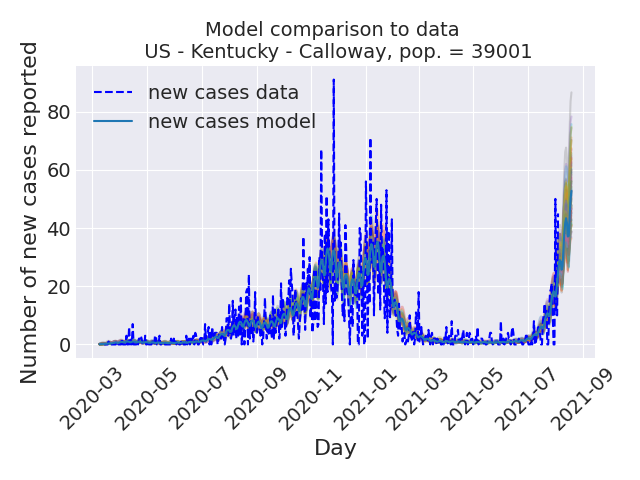 Model comparison to data
US - Kentucky - Calloway, pop. = 39001
new cases data
new cases model
Number of new cases reported
80
60
40
20
0
2020-03
2020-05
2020-07
2020-09
2020-11
2021-01
2021-03
2021-05
2021-07
2021-09
Day